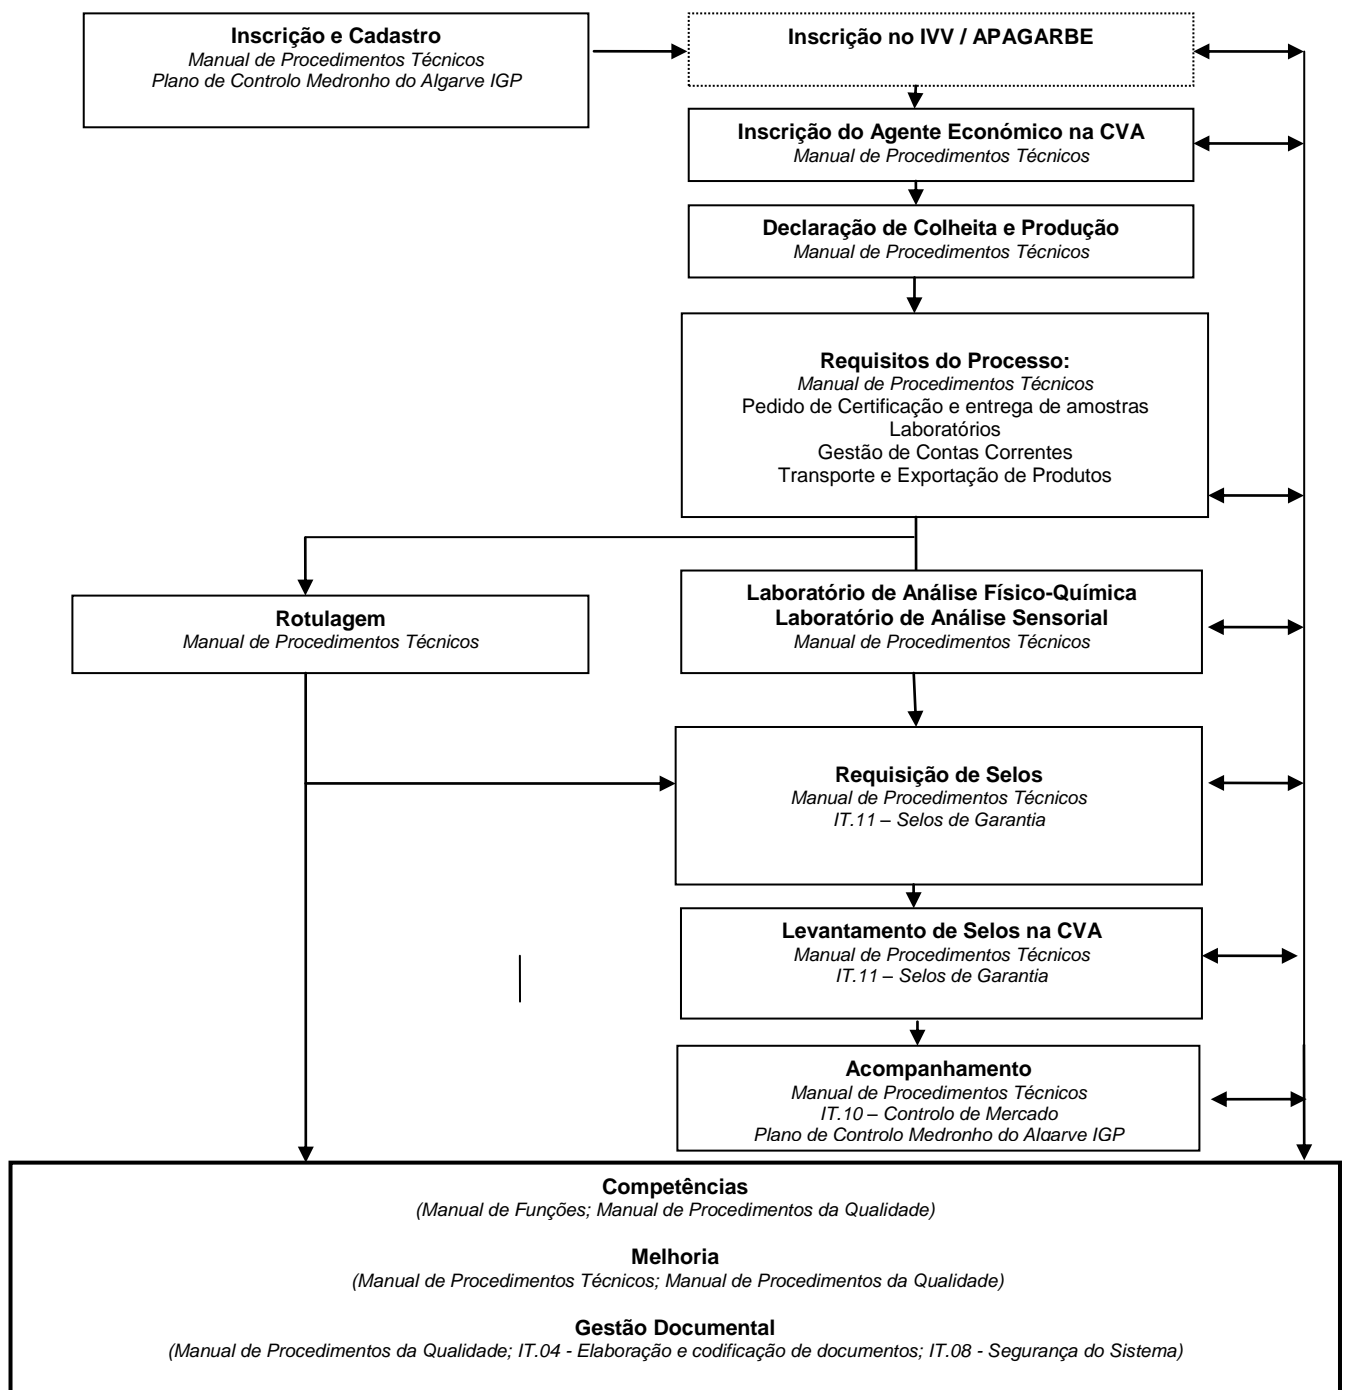 Inscrição e Cadastro
Manual de Procedimentos Técnicos
Plano de Controlo Medronho do Algarve IGP
Inscrição no IVV / APAGARBE
Inscrição do Agente Económico na CVA
Manual de Procedimentos Técnicos
Declaração de Colheita e Produção
Manual de Procedimentos Técnicos
Requisitos do Processo:
Manual de Procedimentos Técnicos
Pedido de Certificação e entrega de amostras
Laboratórios
Gestão de Contas Correntes
Transporte e Exportação de Produtos
Rotulagem
Manual de Procedimentos Técnicos
Laboratório de Análise Físico-Química
Laboratório de Análise Sensorial
Manual de Procedimentos Técnicos
Requisição de Selos
Manual de Procedimentos Técnicos
IT.11 – Selos de Garantia
Levantamento de Selos na CVA
Manual de Procedimentos Técnicos
IT.11 – Selos de Garantia
Acompanhamento
Manual de Procedimentos Técnicos
IT.10 – Controlo de Mercado
Plano de Controlo Medronho do Algarve IGP
Competências
(Manual de Funções; Manual de Procedimentos da Qualidade)
Melhoria
(Manual de Procedimentos Técnicos; Manual de Procedimentos da Qualidade)
Gestão Documental
(Manual de Procedimentos da Qualidade; IT.04 - Elaboração e codificação de documentos; IT.08 - Segurança do Sistema)